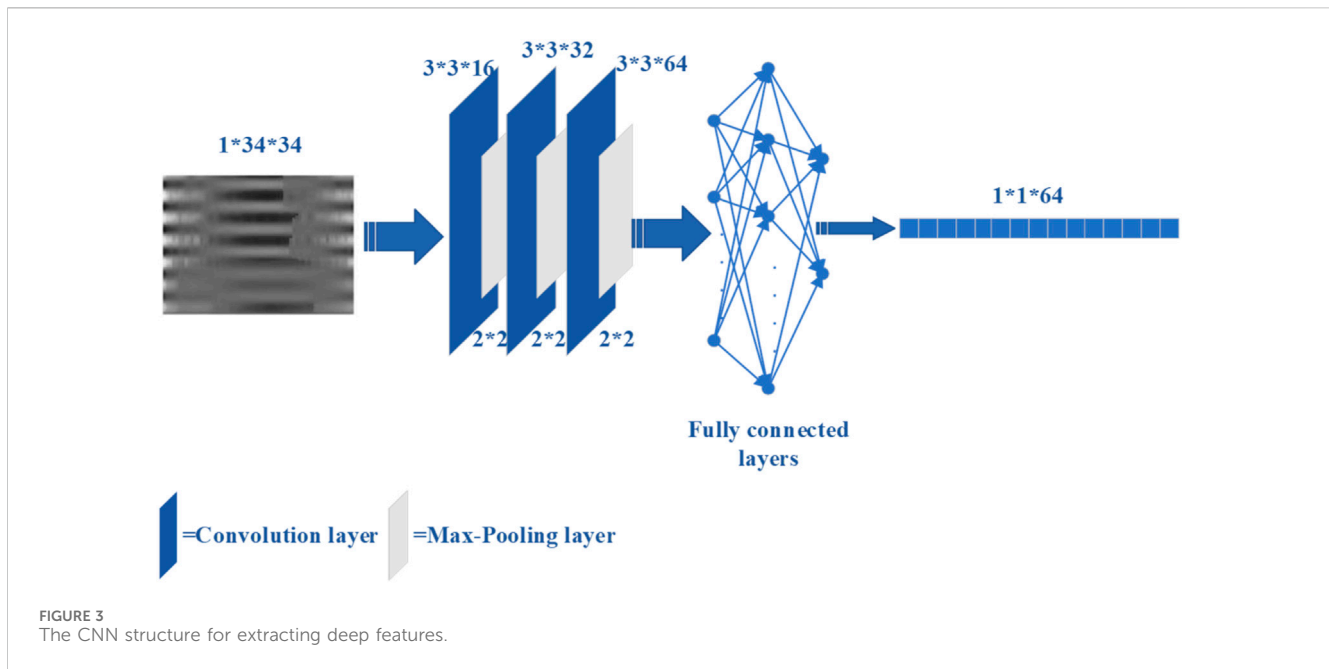 3*3*16
3*3*32
3*3*64
1*34*34
2*2
2*2
2*2
1*1*64
Fully connected
layers
=Convolution layer
=Max-Pooling layer
FIGURE 3
The CNN structure for extracting deep features.